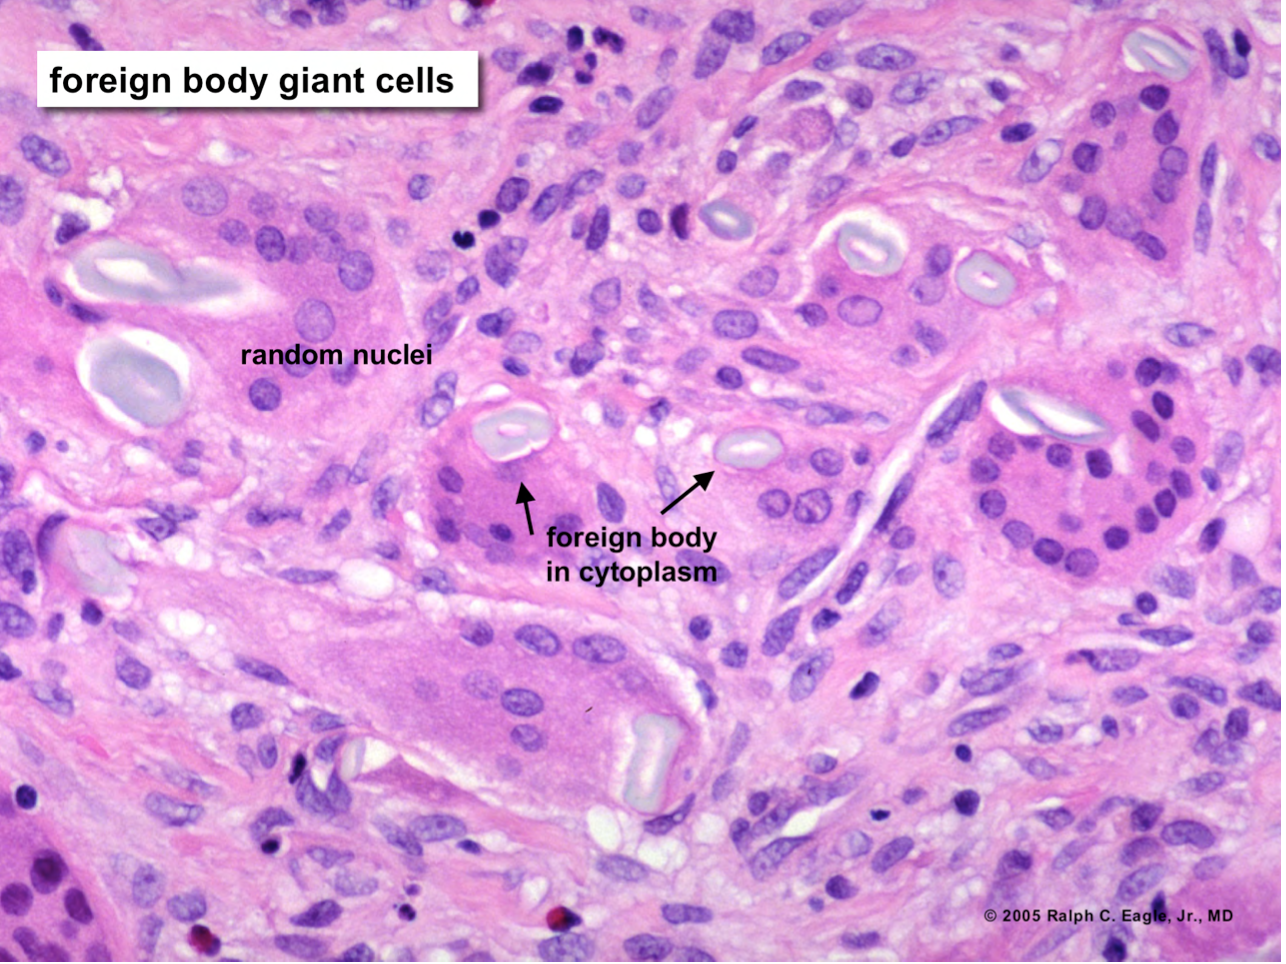 foreign body giant cells
random nuclei
foreign body
in cytoplasm
© 2005 Ralph C. Eagle, Jr., MD